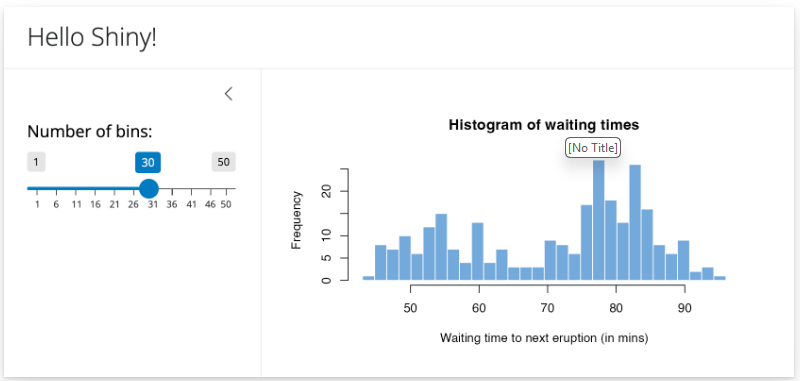 Hello Shiny!
Number of bins:
1 30 50
1 6 11 16 21 26 31 36 41 46 50
Histogram of waiting times
[No Title]
Frequency
20
10
5
0
50 60 70 80 90
Waiting time to next eruption (in mins)